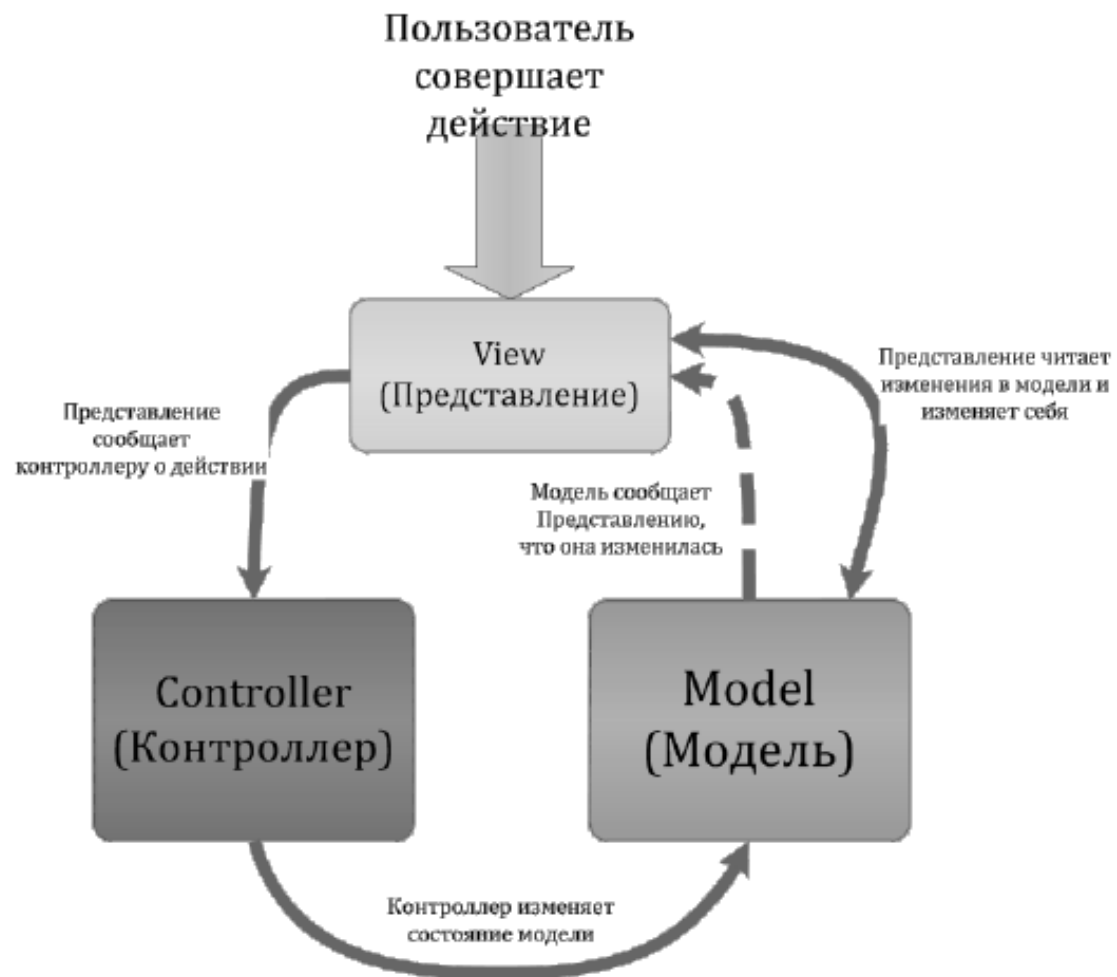 Пользователь
совершает
действие
View
(Представление)
Представление читает
изменения в модели и
изменяет себя
Представление
сообщает
контроллеру о действии
Модель сообщает
Представлению,
что она изменилась
Controller
(Контроллер)
Model
(Модель)
Контроллер изменяет
состояние модели